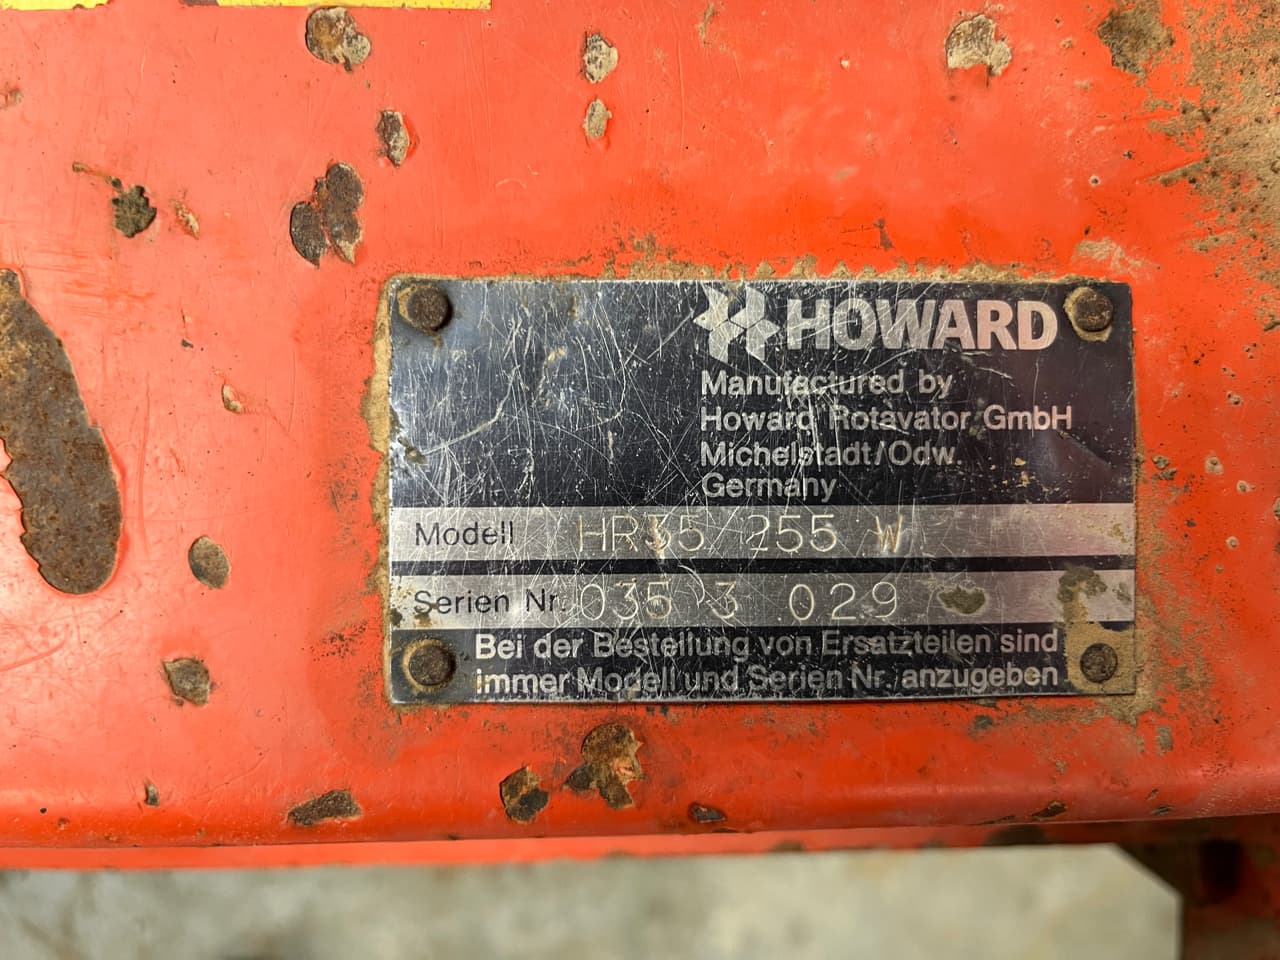 HOWARD
Manufactured by
Howard Rotavator GmbH
Michelstadt/Odw.
Germany
Modell HR35/255 W
Serien Nr. 035 3 029
Bei der Bestellung von Ersatzteilen sind
immer Modell und Serien Nr. anzugeben